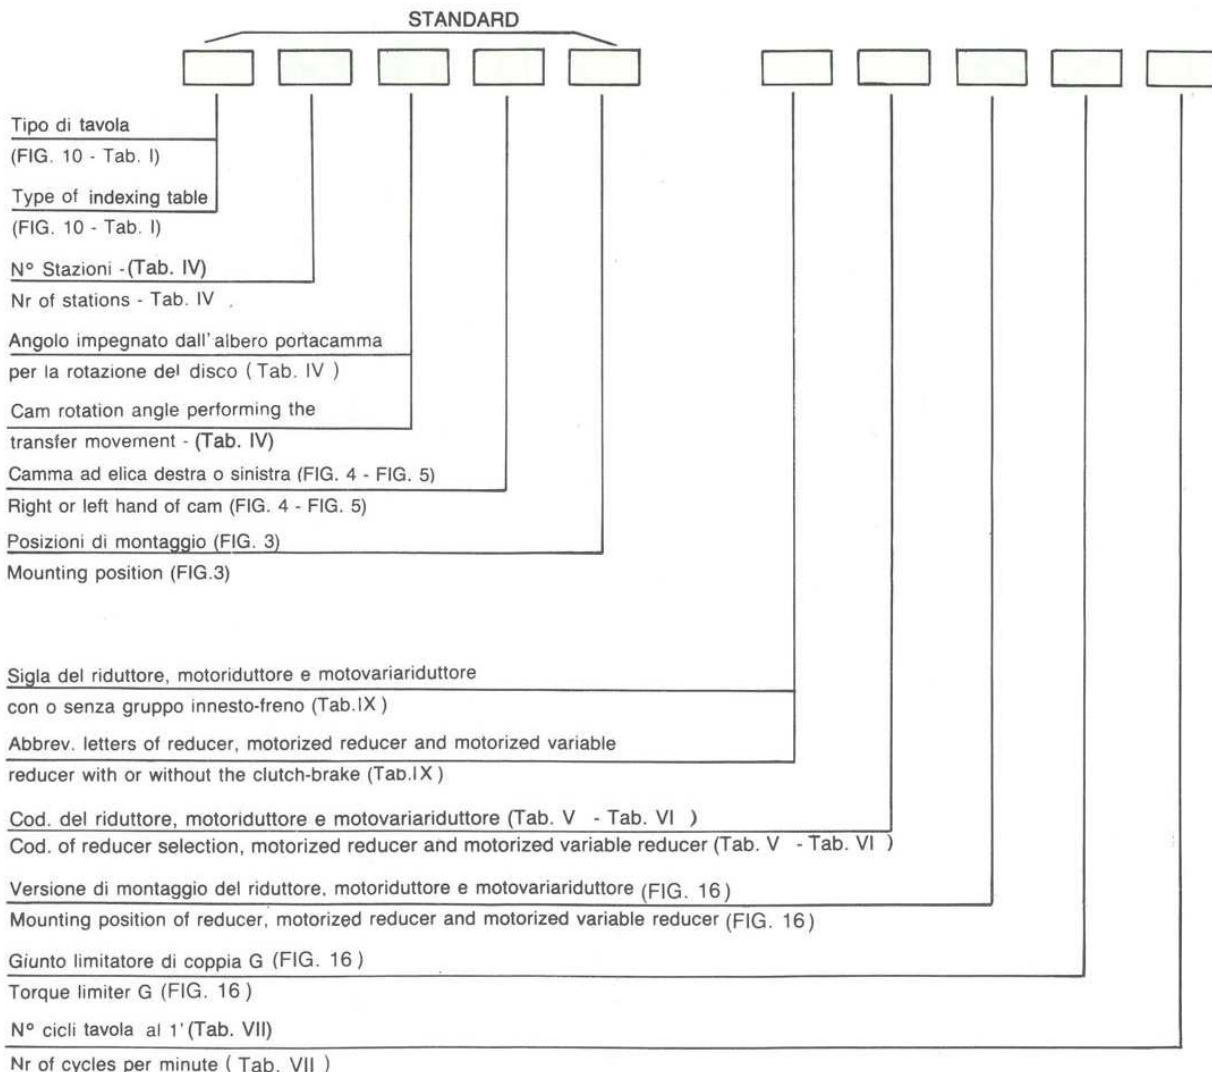 STANDARD
Tipo di tavola
(FIG. 10 - Tab. I)
Type of indexing table
(FIG. 10 - Tab. I)
N° Stazioni - (Tab. IV)
Nr of stations - Tab. IV
Angolo impegnato dall'albero portacamma
per la rotazione del disco ( Tab. IV )
Cam rotation angle performing the
transfer movement - (Tab. IV)
Camma ad elica destra o sinistra (FIG. 4 - FIG. 5)
Right or left hand of cam (FIG. 4 - FIG. 5)
Posizioni di montaggio (FIG. 3)
Mounting position (FIG.3)
Sigla del riduttore, motoriduttore e motovariariduttore
con o senza gruppo innesto-freno (Tab.IX )
Abbrev. letters of reducer, motorized reducer and motorized variable
reducer with or without the clutch-brake (Tab.IX )
Cod. del riduttore, motoriduttore e motovariariduttore (Tab. V - Tab. VI )
Cod. of reducer selection, motorized reducer and motorized variable reducer (Tab. V - Tab. VI )
Versione di montaggio del riduttore, motoriduttore e motovariariduttore (FIG. 16)
Mounting position of reducer, motorized reducer and motorized variable reducer (FIG. 16)
Giunto limitatore di coppia G (FIG. 16 )
Torque limiter G (FIG. 16 )
N° cicli tavola al 1' (Tab. VII)
Nr of cycles per minute ( Tab. VII )